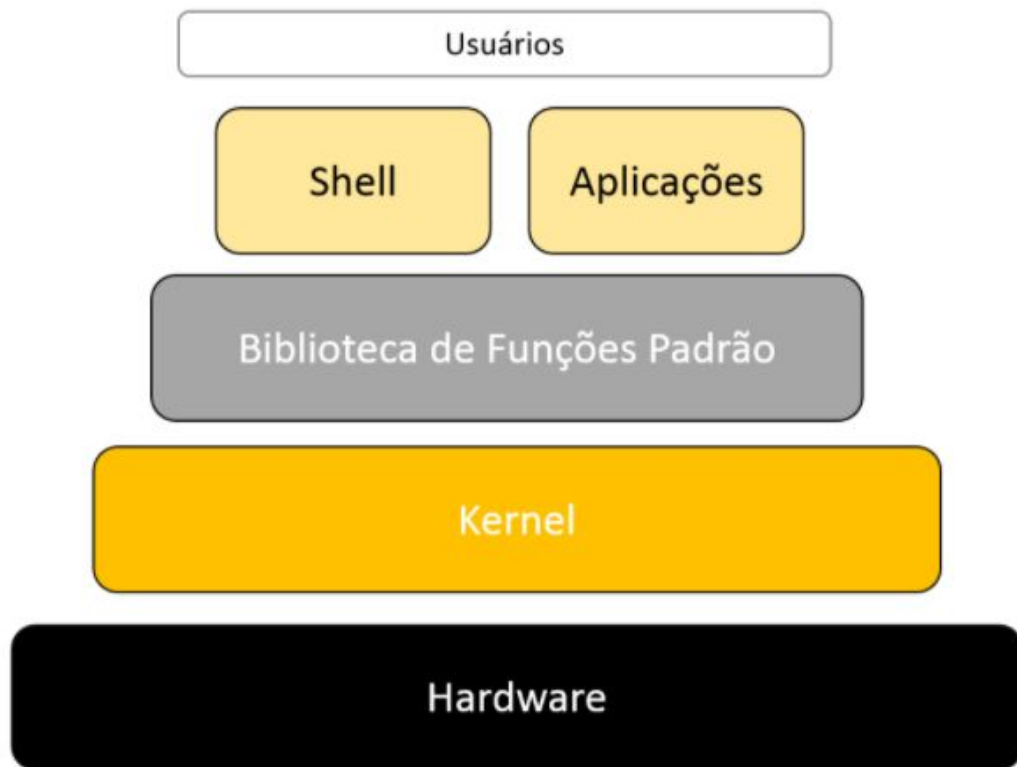 Usuários
Shell
Aplicações
Biblioteca de Funções Padrão
Kernel
Hardware